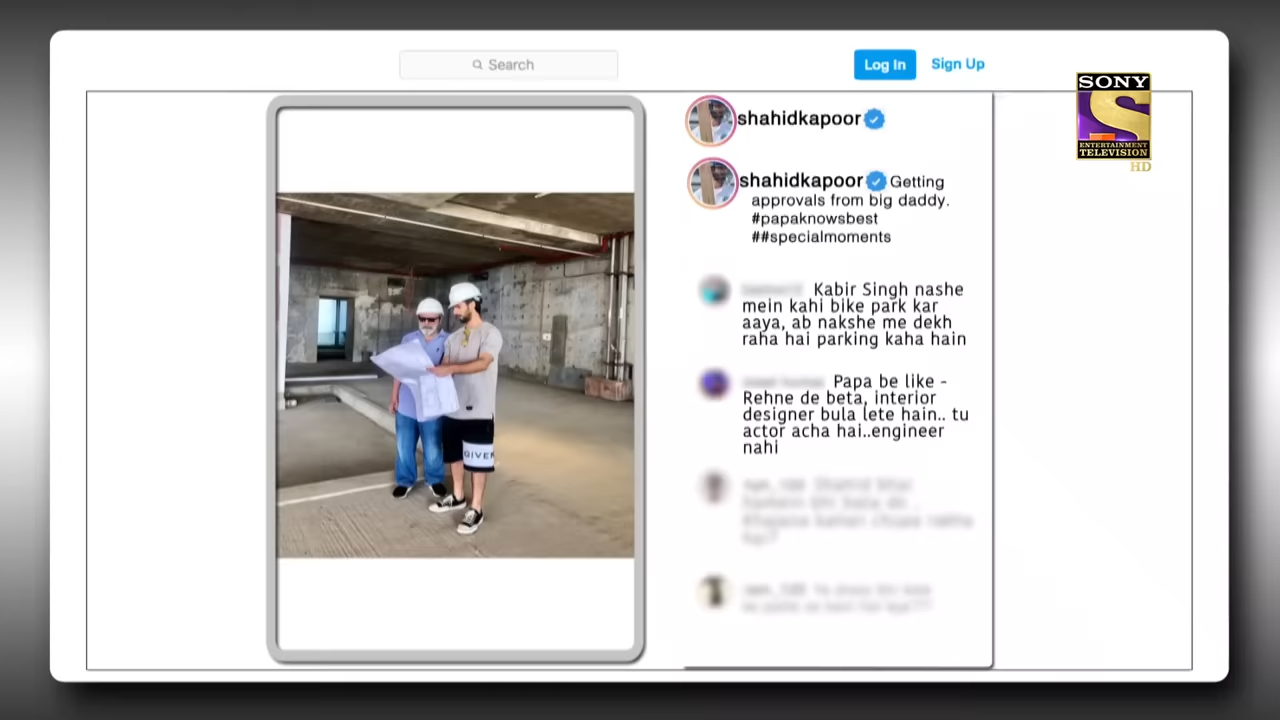 Search
Log In
Sign Up
SONY
S
ENTERTAINMENT
TELEVISION
HD
shahidkapoor
shahidkapoor Getting
approvals from big daddy.
#papaknowsbest
##specialmoments
Kabir Singh nashe
mein kahi bike park kar
aaya, ab nakshe me dekh
raha hai parking kaha hain
Papa be like -
Rehne de beta, interior
designer bula lete hain.. tu
actor acha hai..engineer
nahi
GIVEN